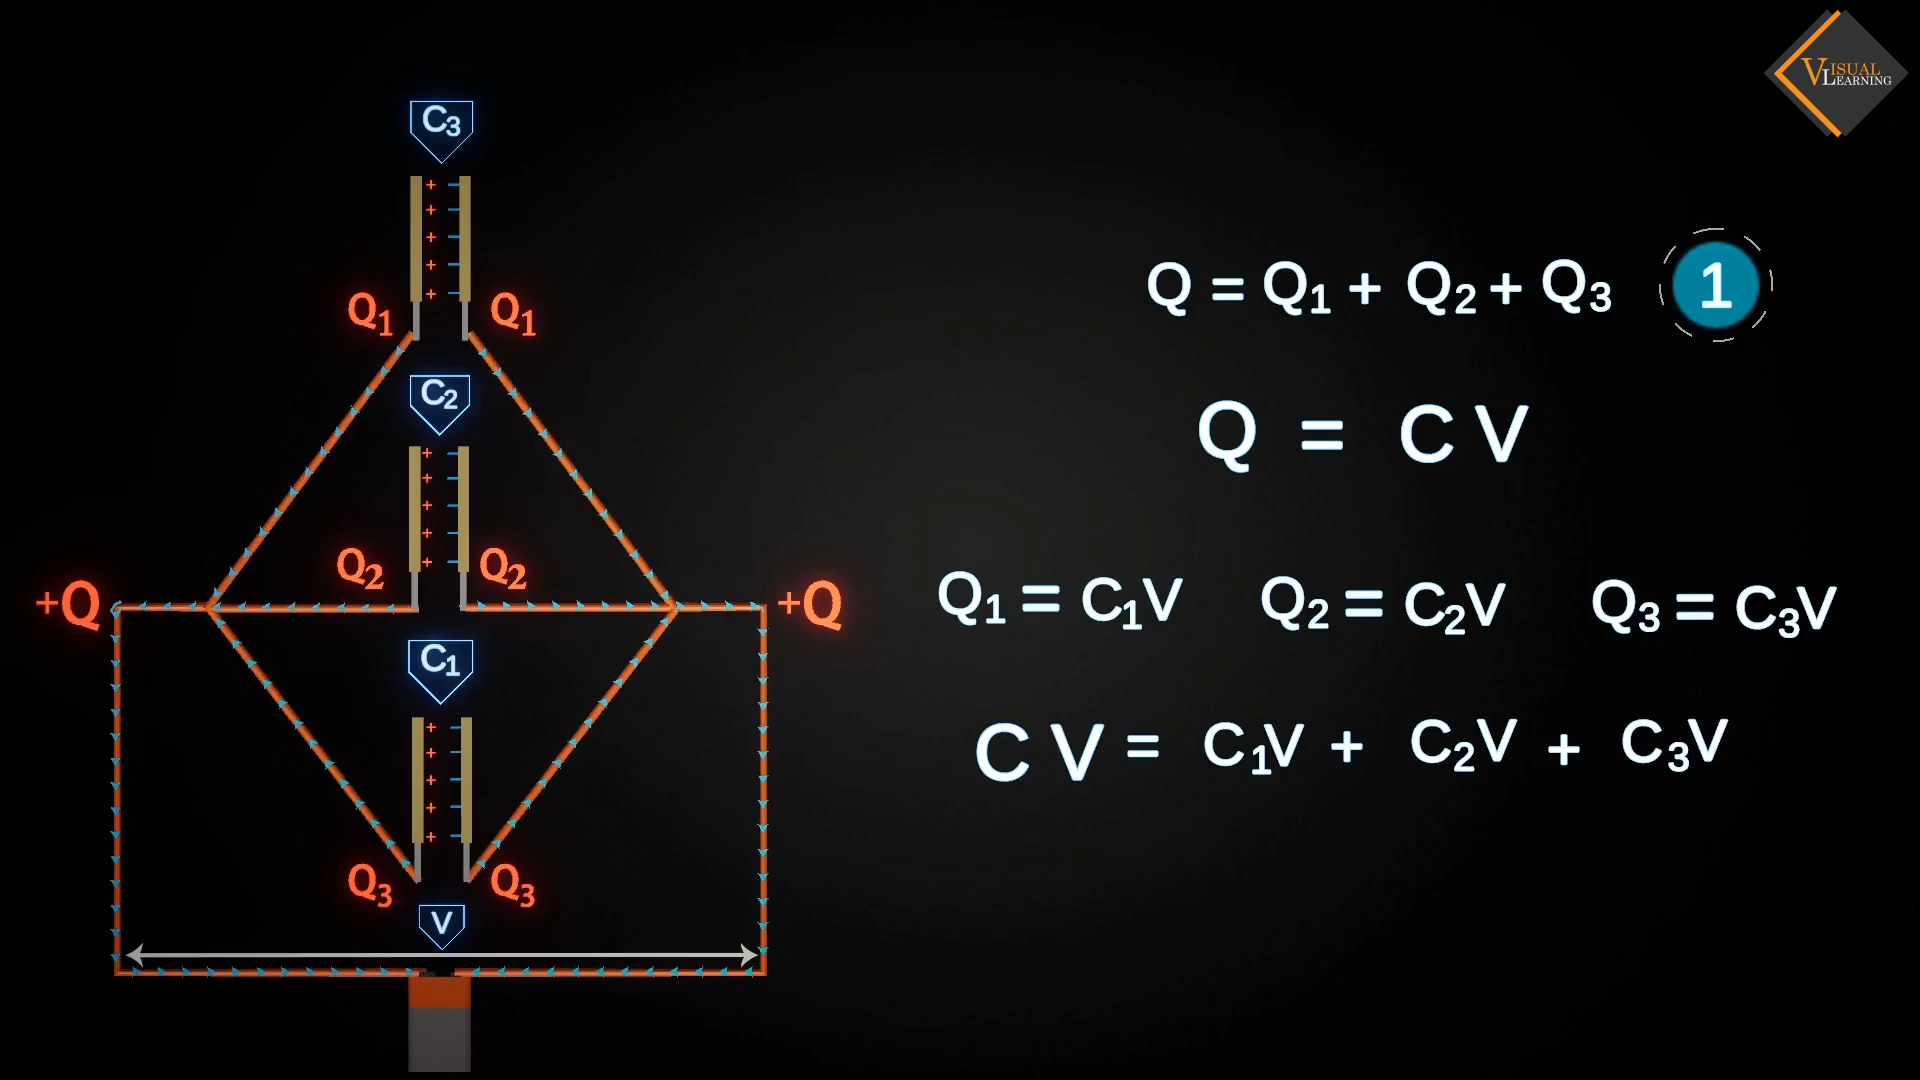 VISUAL
LEARNING
C₃
Q₁ Q₁
C₂
Q₂ Q₂
+Q +Q
C₁
Q₃ Q₃
V
Q = Q₁ + Q₂ + Q₃ 1
Q = C V
Q₁ = C₁V Q₂ = C₂V Q₃ = C₃V
C V = C₁V + C₂V + C₃V